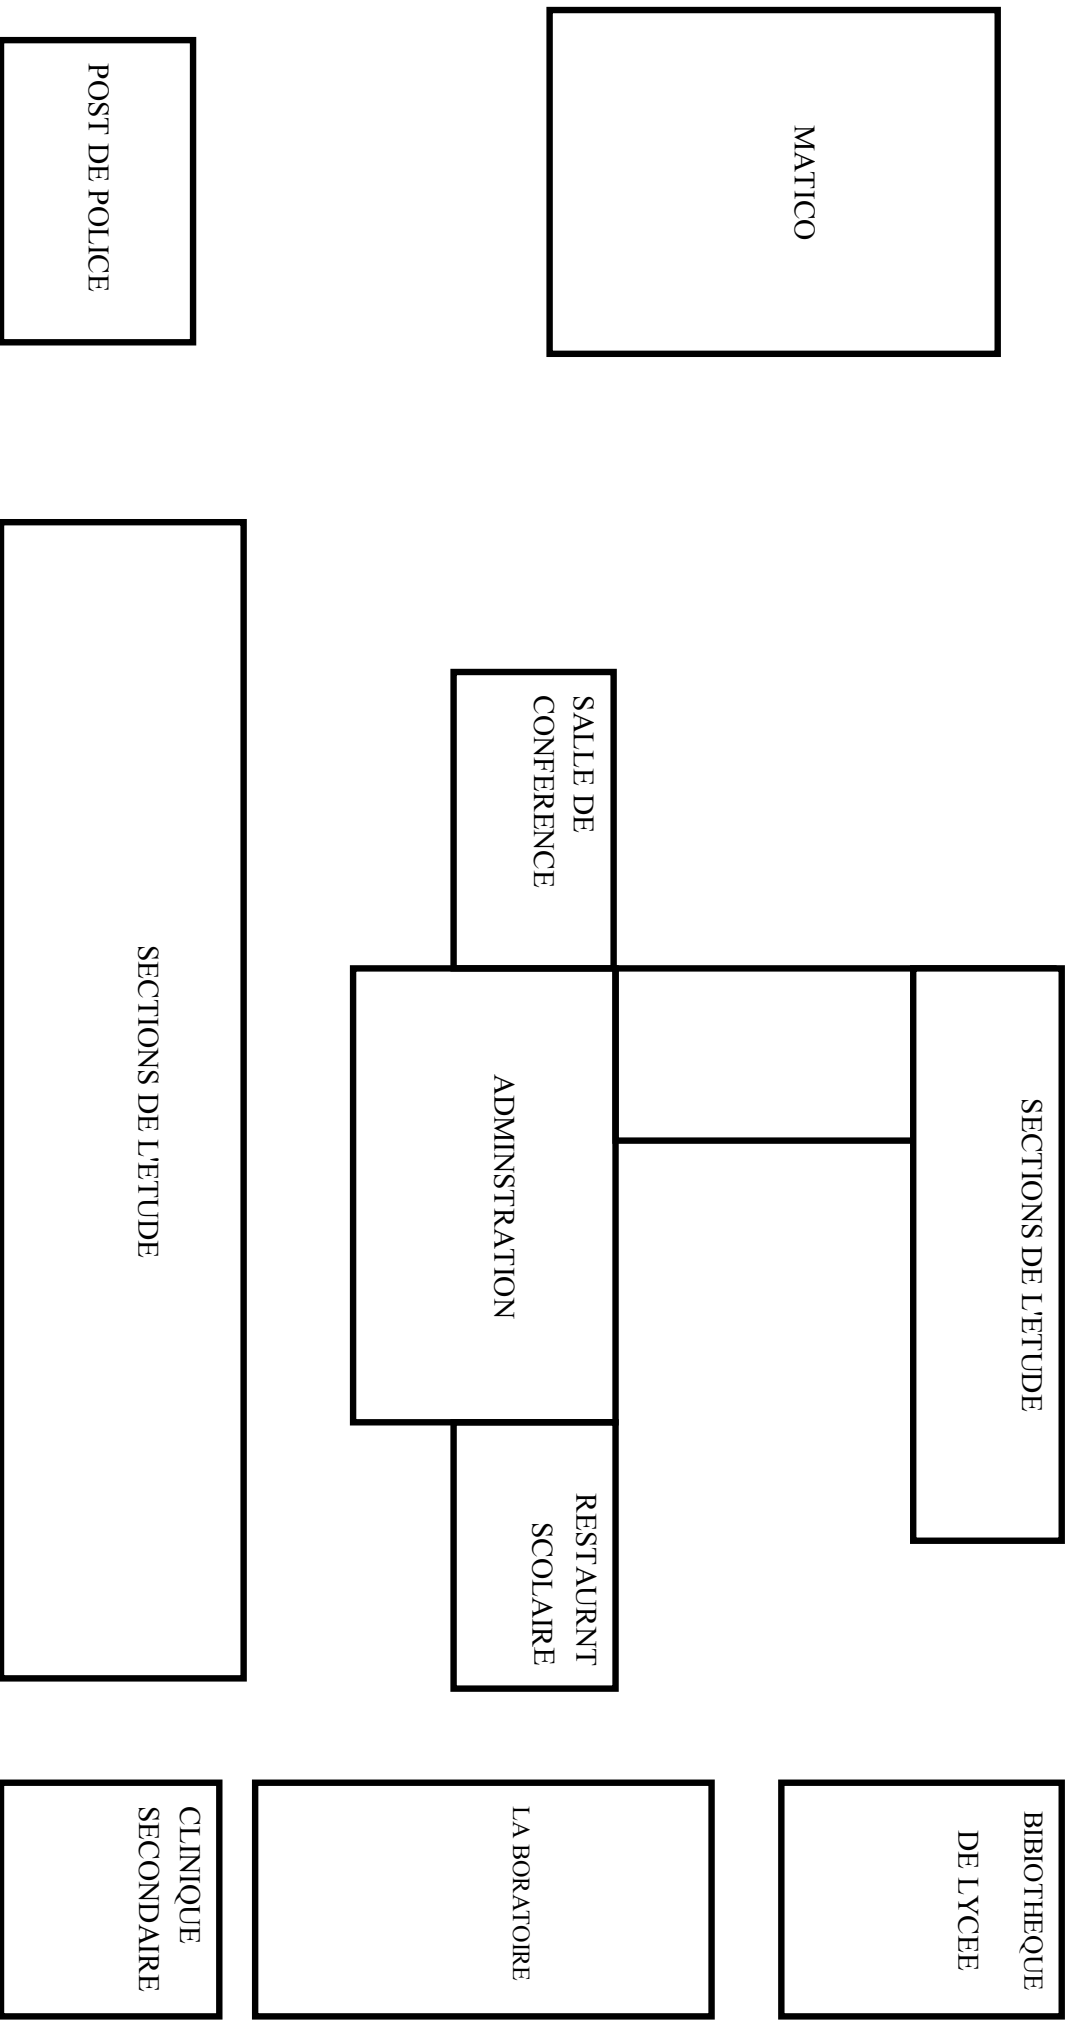 SECTIONS DE L'ETUDE
BIBIOTHEQUE
DE LYCEE
MATICO
SALLE DE
CONFERENCE
ADMINSTRATION
RESTAURNT
SCOLAIRE
LA BORATOIRE
POST DE POLICE
SECTIONS DE L'ETUDE
CLINIQUE
SECONDAIRE